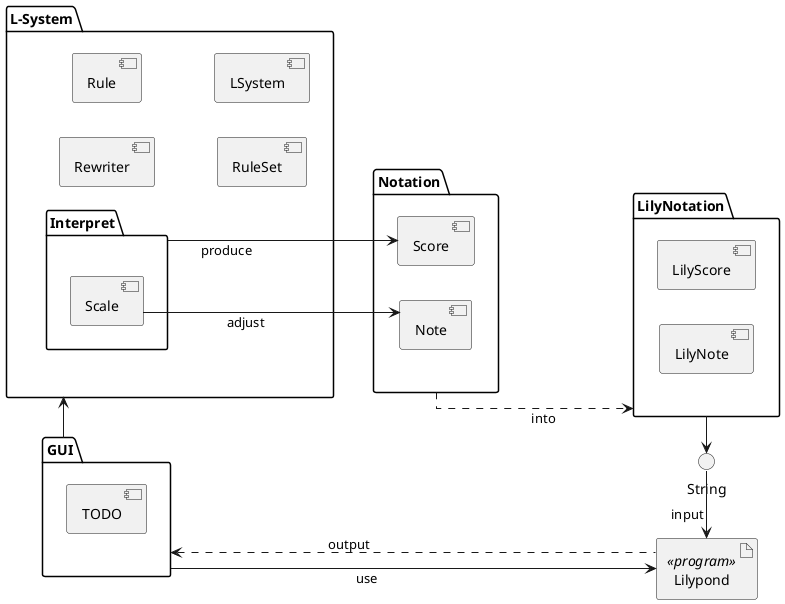 L-System
Rule
LSystem
Rewriter
RuleSet
Interpret
Scale
produce
adjust
Notation
Score
Note
LilyNotation
LilyScore
LilyNote
into
GUI
TODO
String
input
output
use
«program»
Lilypond